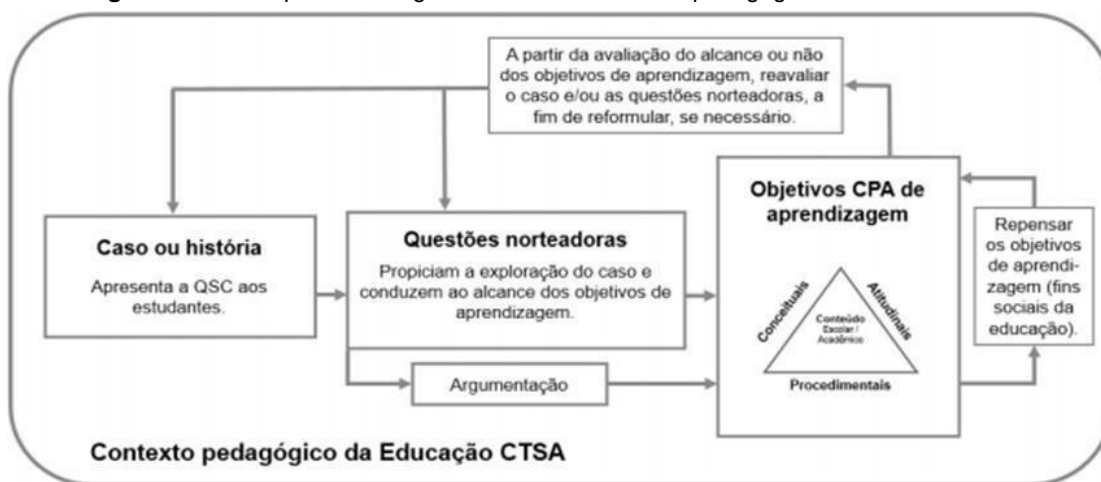 A partir da avaliação do alcance ou não
dos objetivos de aprendizagem, reavaliar
o caso e/ou as questões norteadoras, a
fim de reformular, se necessário.
Caso ou história
Apresenta a QSC aos
estudantes.
Questões norteadoras
Propiciam a exploração do caso e
conduzem ao alcance dos objetivos de
aprendizagem.
Argumentação
Objetivos CPA de
aprendizagem
Conceituais
Atitudinais
Conteúdo
Escolar /
Acadêmico
Procedimentais
Repensar
os objetivos
de aprendi-
zagem (fins
sociais da
educação).
Contexto pedagógico da Educação CTSA